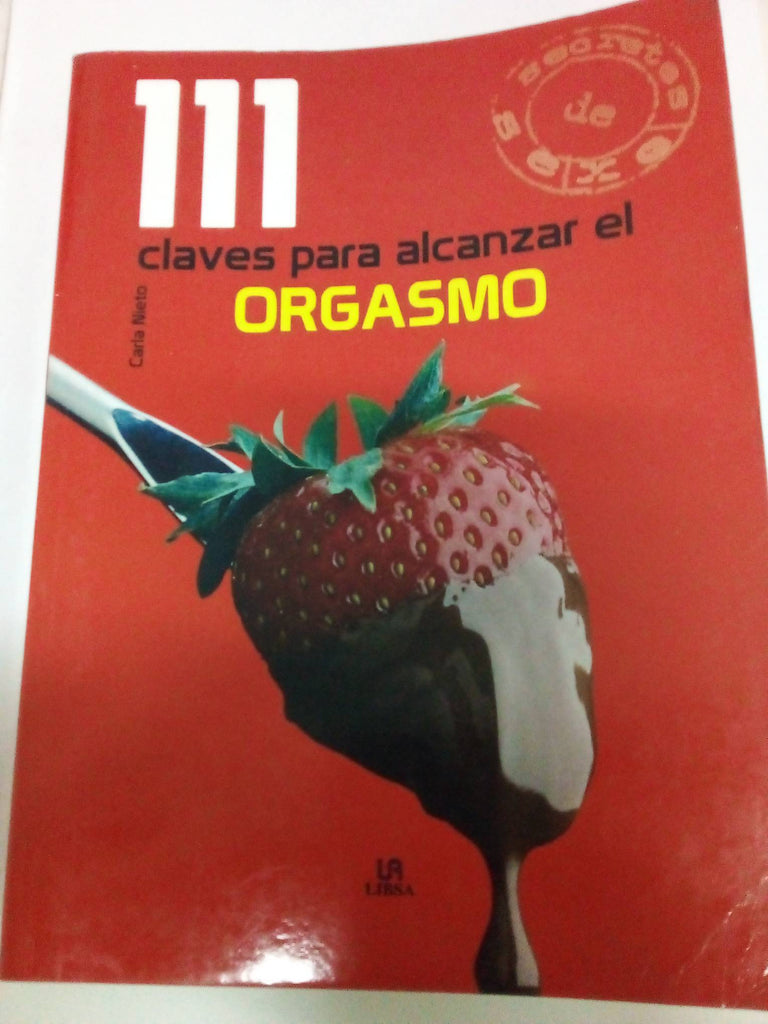 111
secretos
de
sexo
claves para alcanzar el
ORGASMO
Carla Nieto
LIBSA